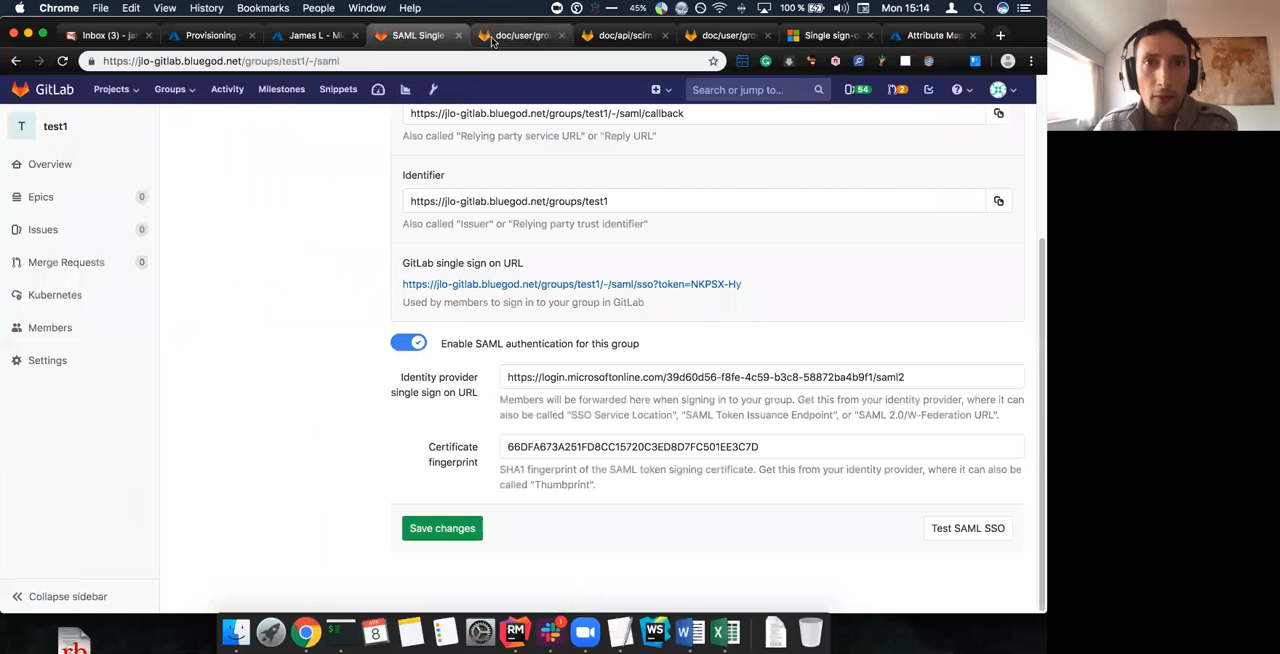 Chrome File Edit View History Bookmarks People Window Help 45% 100% Mon 15:14
Inbox (3) - ja Provisioning James L - Mi SAML Single doc/user/gro doc/api/scim doc/user/gro Single sign-o Attribute Ma
https://jlo-gitlab.bluegod.net/groups/test1/-/saml
GitLab Projects Groups Activity Milestones Snippets Search or jump to... 54 2
T test1
Overview
Epics 0
Issues 0
Merge Requests 0
Kubernetes
Members
Settings
Collapse sidebar
https://jlo-gitlab.bluegod.net/groups/test1/-/saml/callback
Also called "Relying party service URL" or "Reply URL"
Identifier
https://jlo-gitlab.bluegod.net/groups/test1
Also called "Issuer" or "Relying party trust identifier"
GitLab single sign on URL
https://jlo-gitlab.bluegod.net/groups/test1/-/saml/sso?token=NKPSX-Hy
Used by members to sign in to your group in GitLab
Enable SAML authentication for this group
Identity provider
single sign on URL
https://login.microsoftonline.com/39d60d56-f8fe-4c59-b3c8-58872ba4b9f1/saml2
Members will be forwarded here when signing in to your group. Get this from your identity provider, where it can
also be called "SSO Service Location", "SAML Token Issuance Endpoint", or "SAML 2.0/W-Federation URL".
Certificate
fingerprint
66DFA673A251FD8CC15720C3ED8D7FC501EE3C7D
SHA1 fingerprint of the SAML token signing certificate. Get this from your identity provider, where it can also be
called "Thumbprint".
Save changes Test SAML SSO
APR
8
RM
1
WS
W
X
rb